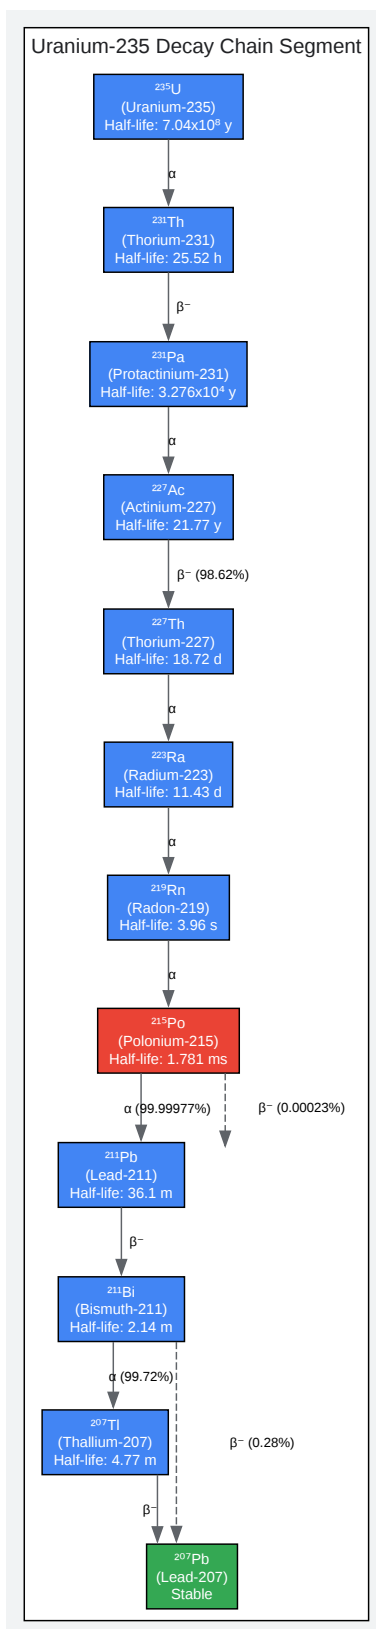 Uranium-235 Decay Chain Segment
²³⁵U
(Uranium-235)
Half-life: 7.04x10⁸ y
α
²³¹Th
(Thorium-231)
Half-life: 25.52 h
β⁻
²³¹Pa
(Protactinium-231)
Half-life: 3.276x10⁴ y
α
²²⁷Ac
(Actinium-227)
Half-life: 21.77 y
β⁻ (98.62%)
²²⁷Th
(Thorium-227)
Half-life: 18.72 d
α
²²³Ra
(Radium-223)
Half-life: 11.43 d
α
²¹⁹Rn
(Radon-219)
Half-life: 3.96 s
α
²¹⁵Po
(Polonium-215)
Half-life: 1.781 ms
α (99.99977%)
β⁻ (0.00023%)
²¹¹Pb
(Lead-211)
Half-life: 36.1 m
β⁻
²¹¹Bi
(Bismuth-211)
Half-life: 2.14 m
α (99.72%)
²⁰⁷Tl
(Thallium-207)
Half-life: 4.77 m
β⁻ (0.28%)
β⁻
²⁰⁷Pb
(Lead-207)
Stable